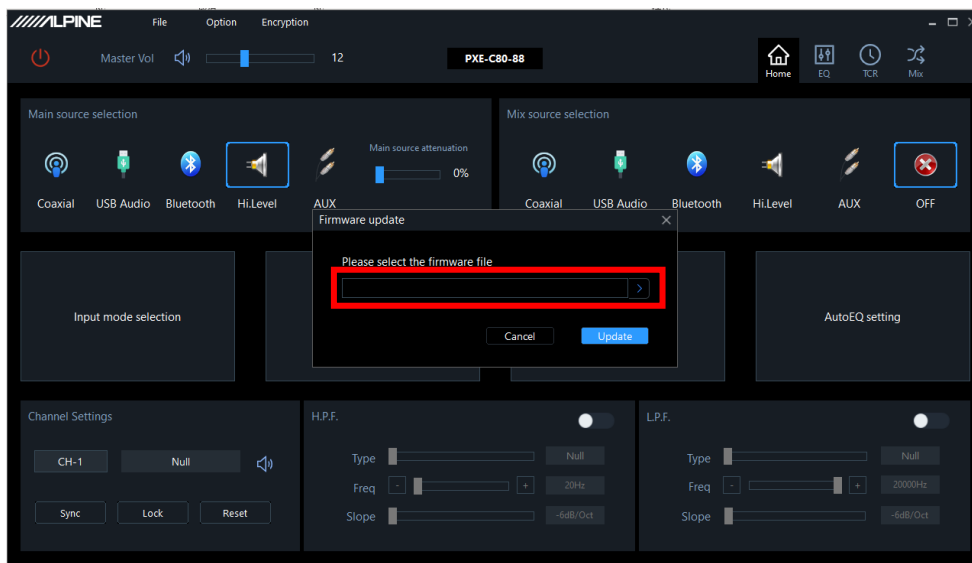 ALPINE File Option Encryption
Master Vol 12 PXE-C80-88 Home EQ TCR Mix
Main source selection
Main source attenuation
0%
Coaxial USB Audio Bluetooth Hi.Level AUX
Mix source selection
Coaxial USB Audio Bluetooth Hi.Level AUX OFF
Firmware update
Please select the firmware file
Cancel Update
Input mode selection
AutoEQ setting
Channel Settings
CH-1 Null
Sync Lock Reset
H.P.F.
Type Null
Freq - + 20Hz
Slope -6dB/Oct
L.P.F.
Type Null
Freq - + 20000Hz
Slope -6dB/Oct